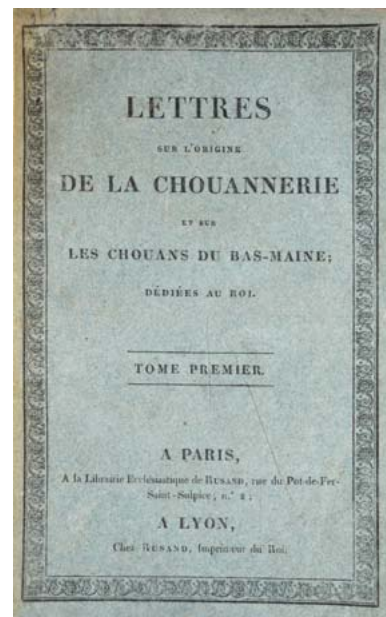 LETTRES
SUR L'ORIGINE
DE LA CHOUANNERIE
ET SUR
LES CHOUANS DU BAS-MAINE;
DÉDIÉES AU ROI.
TOME PREMIER.
A PARIS,
A la Librairie Ecclésiastique de RUSAND, rue du Pot-de-Fer-
Saint-Sulpice, n.° 8;
A LYON,
Chez RUSAND, Imprimeur du Roi.